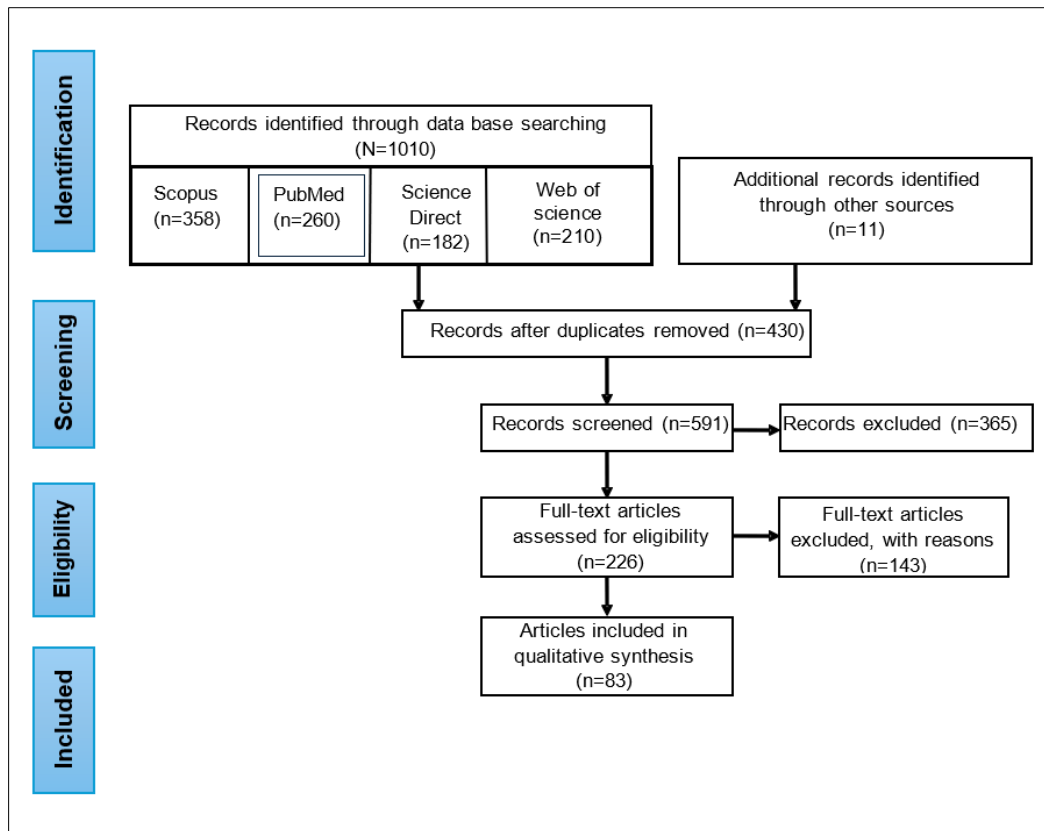 Identification
Records identified through data base searching
(N=1010)
Scopus
(n=358)
PubMed
(n=260)
Science
Direct
(n=182)
Web of
science
(n=210)
Additional records identified
through other sources
(n=11)
Screening
Records after duplicates removed (n=430)
Records screened (n=591)
Records excluded (n=365)
Eligibility
Full-text articles
assessed for eligibility
(n=226)
Full-text articles
excluded, with reasons
(n=143)
Included
Articles included in
qualitative synthesis
(n=83)